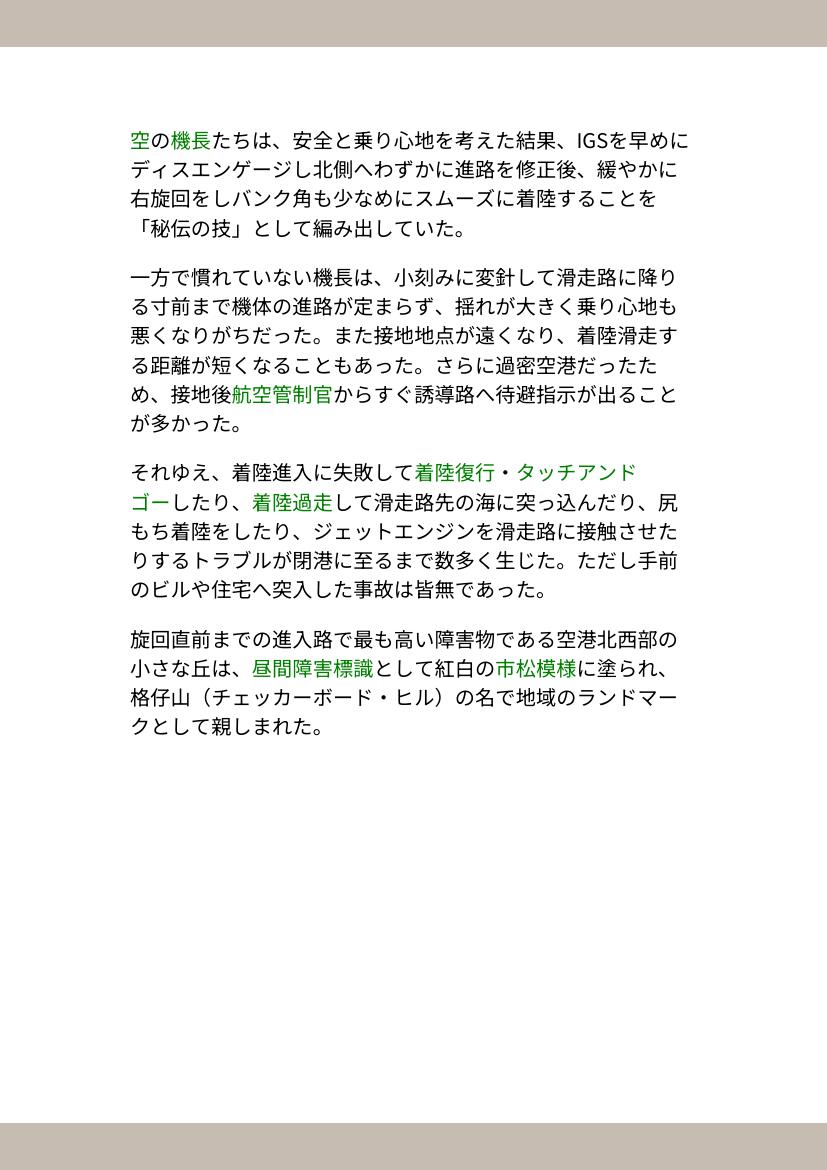 空の機長たちは、安全と乗り心地を考えた結果、IGSを早めに
ディスエンゲージし北側へわずかに進路を修正後、緩やかに
右旋回をしバンク角も少なめにスムーズに着陸することを
「秘伝の技」として編み出していた。
一方で慣れていない機長は、小刻みに変針して滑走路に降り
る寸前まで機体の進路が定まらず、揺れが大きく乗り心地も
悪くなりがちだった。また接地地点が遠くなり、着陸滑走す
る距離が短くなることもあった。さらに過密空港だったた
め、接地後航空管制官からすぐ誘導路へ待避指示が出ること
が多かった。
それゆえ、着陸進入に失敗して着陸復行・タッチアンド
ゴーしたり、着陸過走して滑走路先の海に突っ込んだり、尻
もち着陸をしたり、ジェットエンジンを滑走路に接触させた
りするトラブルが閉港に至るまで数多く生じた。ただし手前
のビルや住宅へ突入した事故は皆無であった。
旋回直前までの進入路で最も高い障害物である空港北西部の
小さな丘は、昼間障害標識として紅白の市松模様に塗られ、
格仔山（チェッカーボード・ヒル）の名で地域のランドマー
クとして親しまれた。